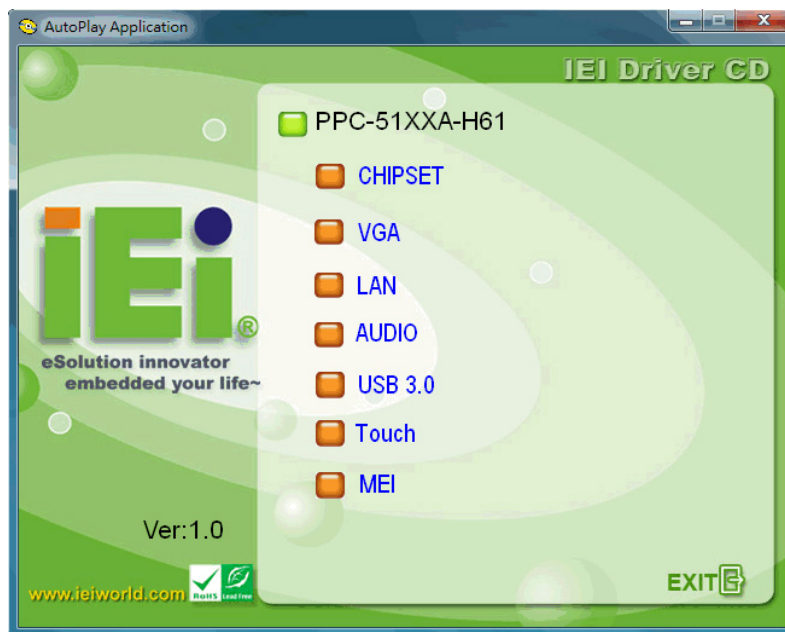 AutoPlay Application
IEI Driver CD
PPC-51XXA-H61
CHIPSET
VGA
LAN
AUDIO
USB 3.0
Touch
MEI
iEi®
eSolution innovator
embedded your life~
Ver:1.0
www.ieiworld.com
RoHS
Lead Free
EXIT